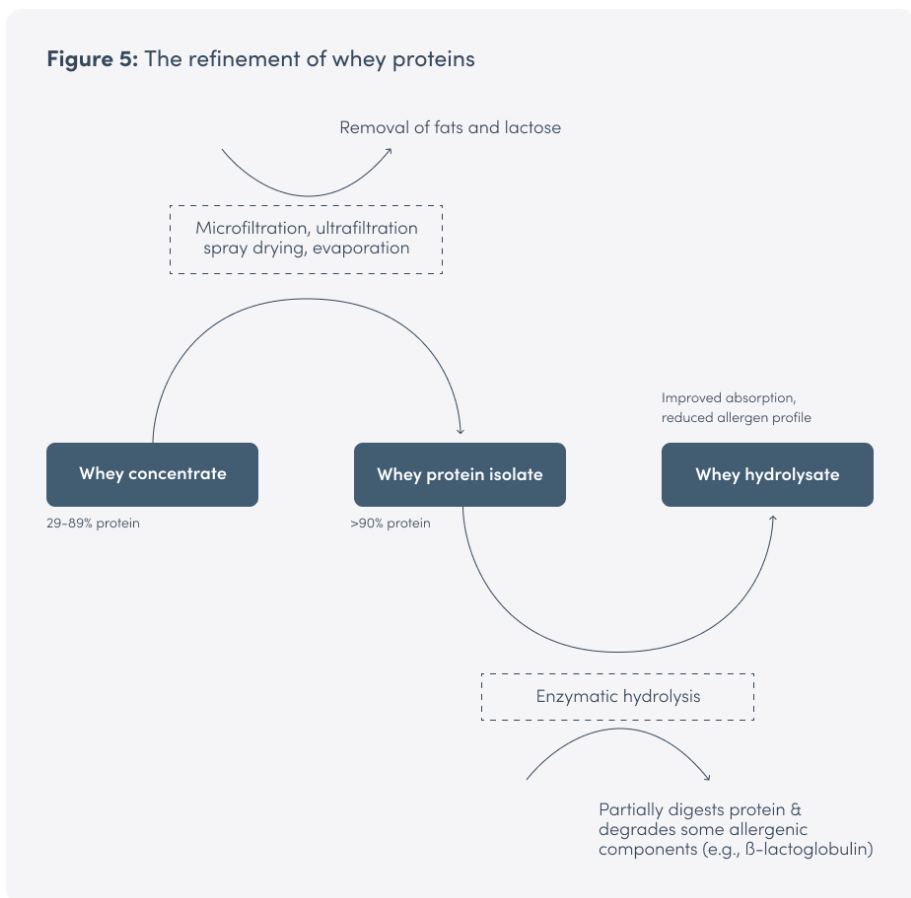 Figure 5: The refinement of whey proteins
Removal of fats and lactose
Microfiltration, ultrafiltration
spray drying, evaporation
Improved absorption,
reduced allergen profile
Whey concentrate
Whey protein isolate
Whey hydrolysate
29-89% protein
>90% protein
Enzymatic hydrolysis
Partially digests protein &
degrades some allergenic
components (e.g., ß-lactoglobulin)